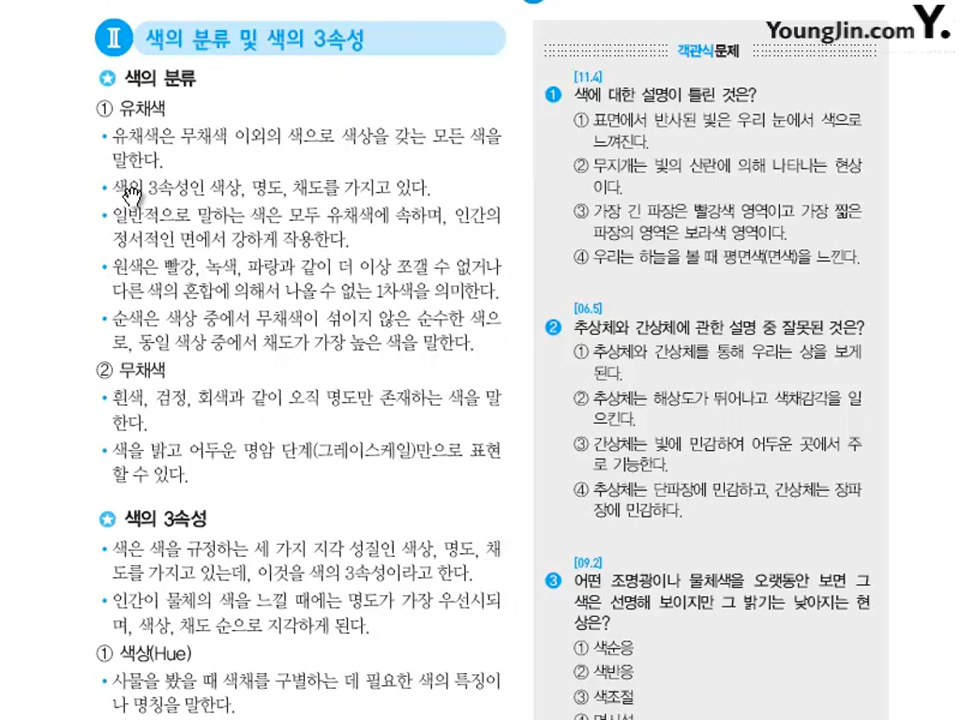 Ⅱ 색의 분류 및 색의 3속성
색의 분류
① 유채색
• 유채색은 무채색 이외의 색으로 색상을 갖는 모든 색을
말한다.
• 색의 3속성인 색상, 명도, 채도를 가지고 있다.
• 일반적으로 말하는 색은 모두 유채색에 속하며, 인간의
정서적인 면에서 강하게 작용한다.
• 원색은 빨강, 녹색, 파랑과 같이 더 이상 쪼갤 수 없거나
다른 색의 혼합에 의해서 나올 수 없는 1차색을 의미한다.
• 순색은 색상 중에서 무채색이 섞이지 않은 순수한 색으
로, 동일 색상 중에서 채도가 가장 높은 색을 말한다.
② 무채색
• 흰색, 검정, 회색과 같이 오직 명도만 존재하는 색을 말
한다.
• 색을 밝고 어두운 명암 단계(그레이스케일)만으로 표현
할 수 있다.
색의 3속성
• 색은 색을 규정하는 세 가지 지각 성질인 색상, 명도, 채
도를 가지고 있는데, 이것을 색의 3속성이라고 한다.
• 인간이 물체의 색을 느낄 때에는 명도가 가장 우선시되
며, 색상, 채도 순으로 지각하게 된다.
① 색상(Hue)
• 사물을 봤을 때 색채를 구별하는 데 필요한 색의 특징이
나 명칭을 말한다.
YoungJin.com Y.
객관식문제
[11.4]
1 색에 대한 설명이 틀린 것은?
① 표면에서 반사된 빛은 우리 눈에서 색으로
느껴진다.
② 무지개는 빛의 산란에 의해 나타나는 현상
이다.
③ 가장 긴 파장은 빨강색 영역이고 가장 짧은
파장의 영역은 보라색 영역이다.
④ 우리는 하늘을 볼 때 평면색(면색)을 느낀다.
[06.5]
2 추상체와 간상체에 관한 설명 중 잘못된 것은?
① 추상체와 간상체를 통해 우리는 상을 보게
된다.
② 추상체는 해상도가 뛰어나고 색채감각을 일
으킨다.
③ 간상체는 빛에 민감하여 어두운 곳에서 주
로 기능한다.
④ 추상체는 단파장에 민감하고, 간상체는 장파
장에 민감하다.
[09.2]
3 어떤 조명광이나 물체색을 오랫동안 보면 그
색은 선명해 보이지만 그 밝기는 낮아지는 현
상은?
① 색순응
② 색반응
③ 색조절